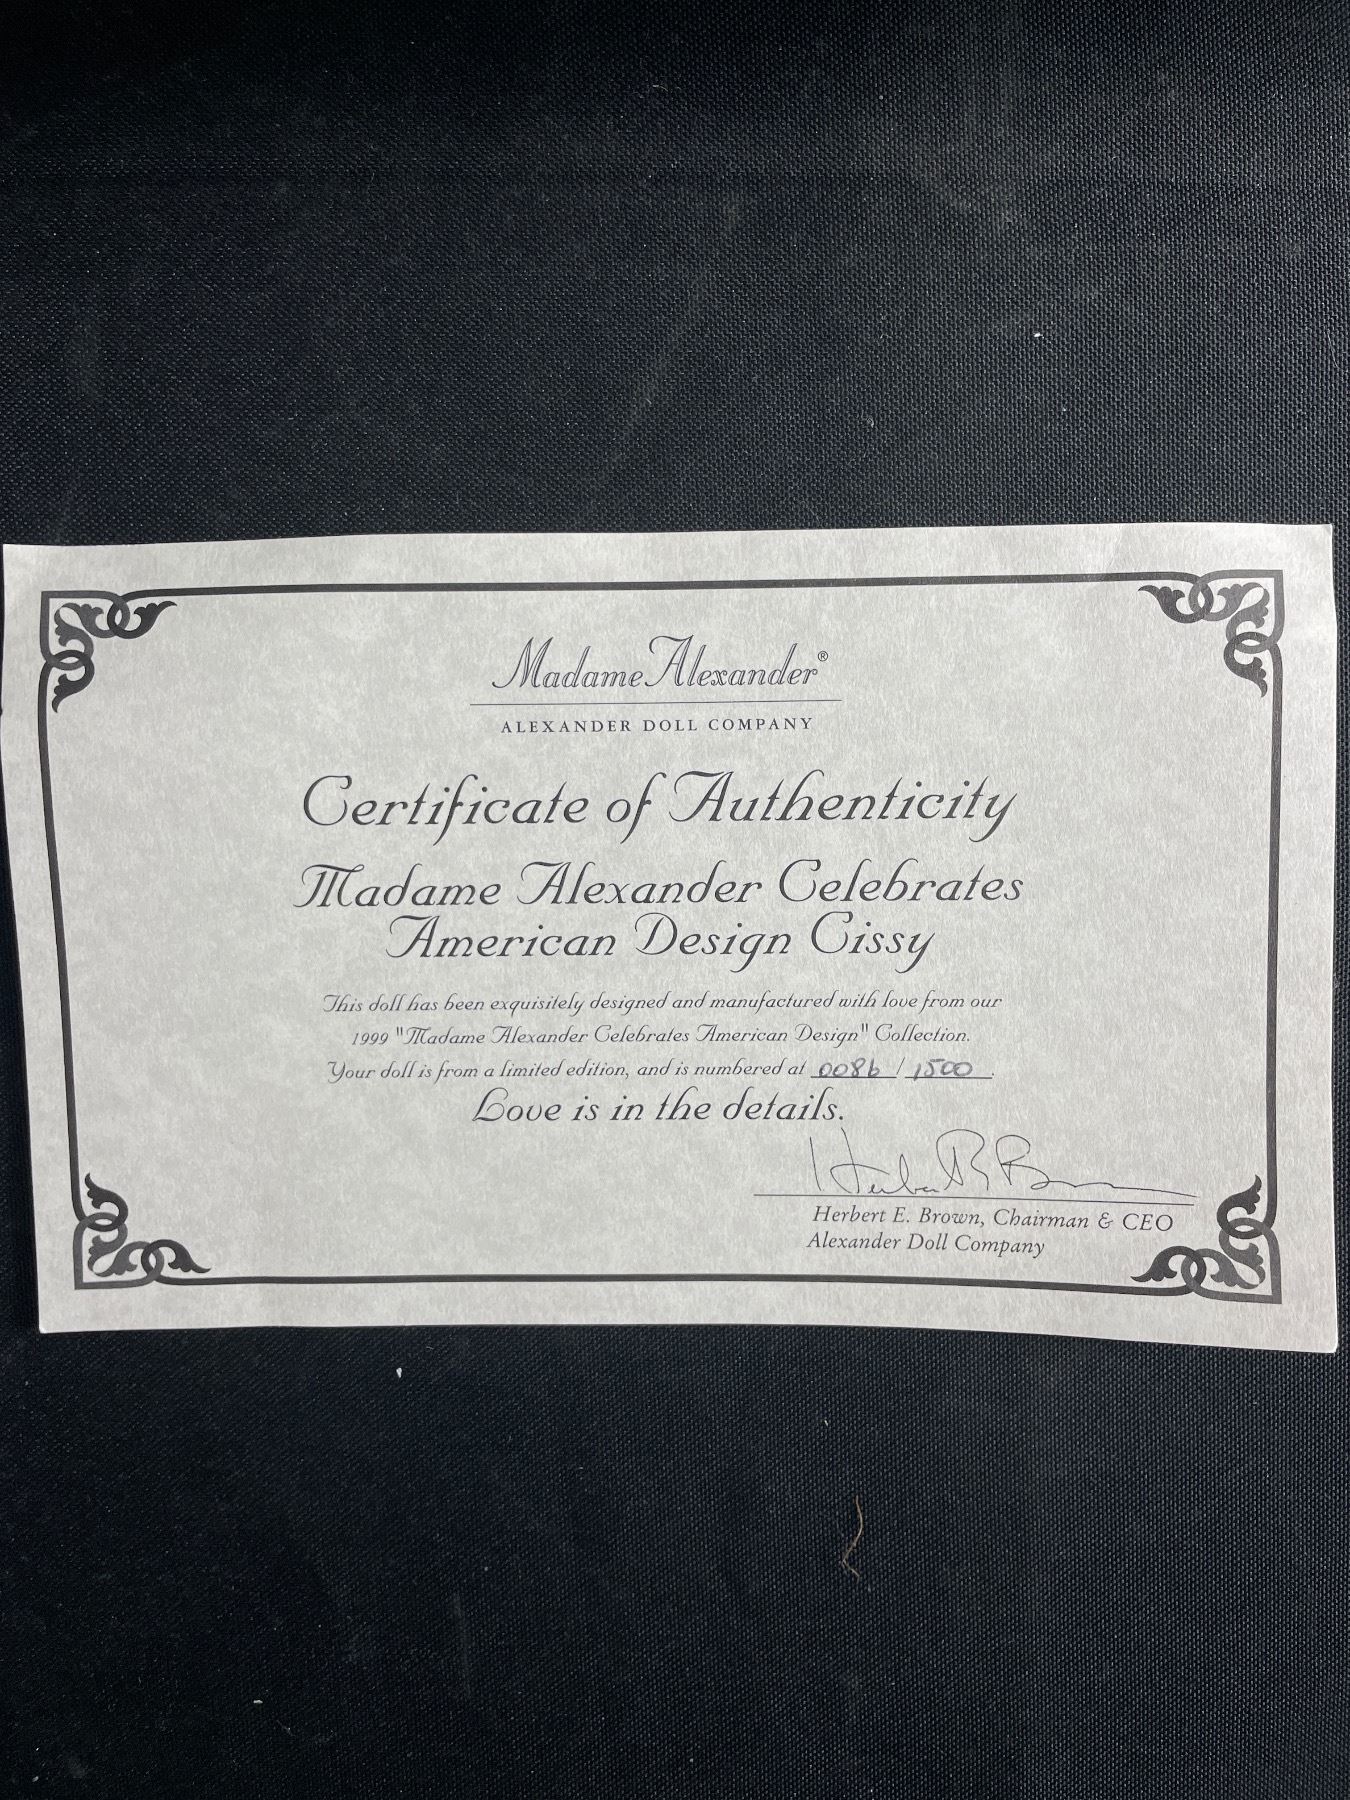 Madame Alexander®
ALEXANDER DOLL COMPANY
Certificate of Authenticity
Madame Alexander Celebrates
American Design Cissy
This doll has been exquisitely designed and manufactured with love from our
1999 "Madame Alexander Celebrates American Design" Collection.
Your doll is from a limited edition, and is numbered at 0086 / 1500.
Love is in the details.
Herbert E. Brown
Herbert E. Brown, Chairman & CEO
Alexander Doll Company